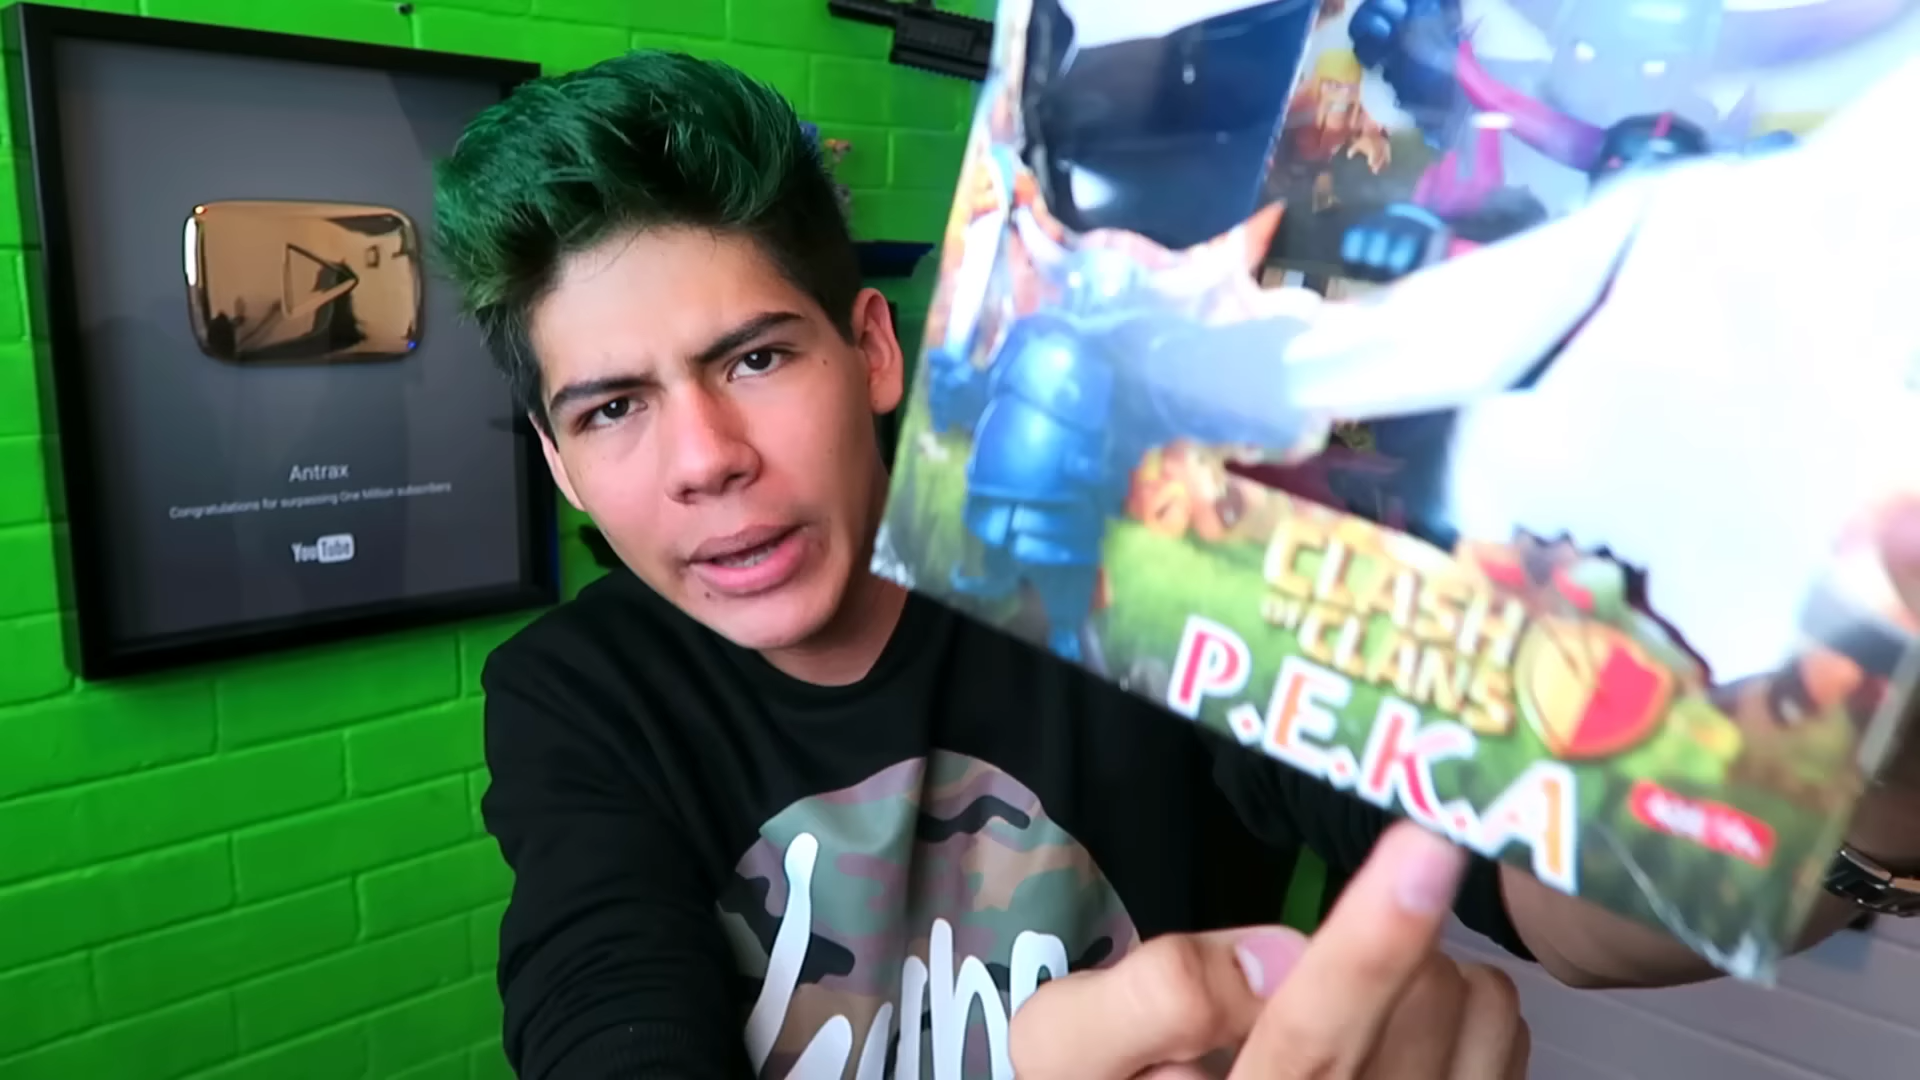 Antrax
Congratulations for surpassing One Million subscribers
YouTube
CLASH
OF CLANS
P.E.K.A